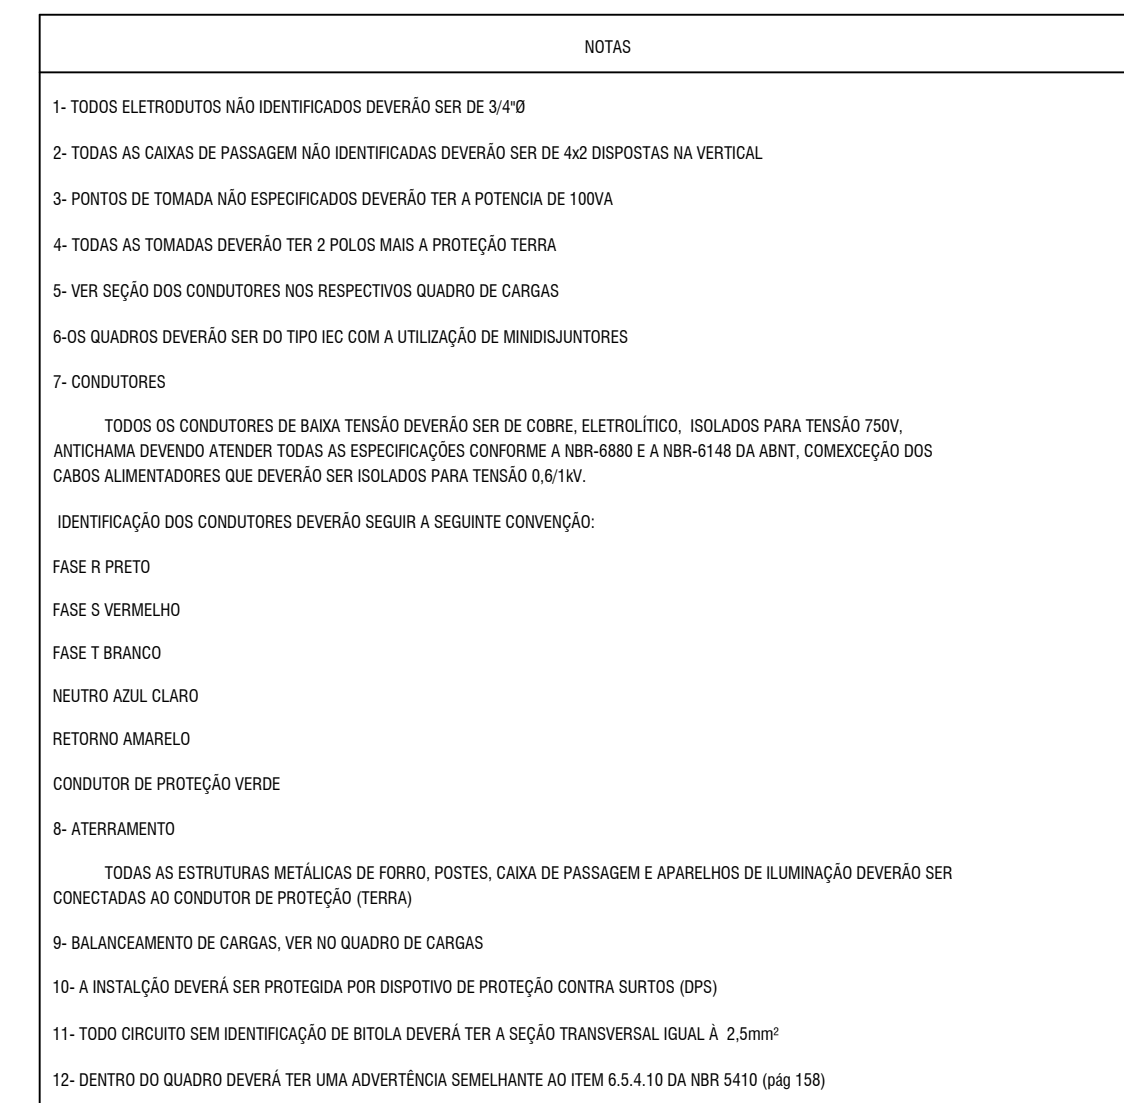 NOTAS
1- TODOS ELETRODUTOS NÃO IDENTIFICADOS DEVERÃO SER DE 3/4"Ø
2- TODAS AS CAIXAS DE PASSAGEM NÃO IDENTIFICADAS DEVERÃO SER DE 4x2 DISPOSTAS NA VERTICAL
3- PONTOS DE TOMADA NÃO ESPECIFICADOS DEVERÃO TER A POTENCIA DE 100VA
4- TODAS AS TOMADAS DEVERÃO TER 2 POLOS MAIS A PROTEÇÃO TERRA
5- VER SEÇÃO DOS CONDUTORES NOS RESPECTIVOS QUADRO DE CARGAS
6-OS QUADROS DEVERÃO SER DO TIPO IEC COM A UTILIZAÇÃO DE MINIDISJUNTORES
7- CONDUTORES
TODOS OS CONDUTORES DE BAIXA TENSÃO DEVERÃO SER DE COBRE, ELETROLÍTICO, ISOLADOS PARA TENSÃO 750V,
ANTICHAMA DEVENDO ATENDER TODAS AS ESPECIFICAÇÕES CONFORME A NBR-6880 E A NBR-6148 DA ABNT, COMEXCEÇÃO DOS
CABOS ALIMENTADORES QUE DEVERÃO SER ISOLADOS PARA TENSÃO 0,6/1kV.
IDENTIFICAÇÃO DOS CONDUTORES DEVERÃO SEGUIR A SEGUINTE CONVENÇÃO:
FASE R PRETO
FASE S VERMELHO
FASE T BRANCO
NEUTRO AZUL CLARO
RETORNO AMARELO
CONDUTOR DE PROTEÇÃO VERDE
8- ATERRAMENTO
TODAS AS ESTRUTURAS METÁLICAS DE FORRO, POSTES, CAIXA DE PASSAGEM E APARELHOS DE ILUMINAÇÃO DEVERÃO SER
CONECTADAS AO CONDUTOR DE PROTEÇÃO (TERRA)
9- BALANCEAMENTO DE CARGAS, VER NO QUADRO DE CARGAS
10- A INSTALÇÃO DEVERÁ SER PROTEGIDA POR DISPOTIVO DE PROTEÇÃO CONTRA SURTOS (DPS)
11- TODO CIRCUITO SEM IDENTIFICAÇÃO DE BITOLA DEVERÁ TER A SEÇÃO TRANSVERSAL IGUAL À 2,5mm²
12- DENTRO DO QUADRO DEVERÁ TER UMA ADVERTÊNCIA SEMELHANTE AO ITEM 6.5.4.10 DA NBR 5410 (pág 158)